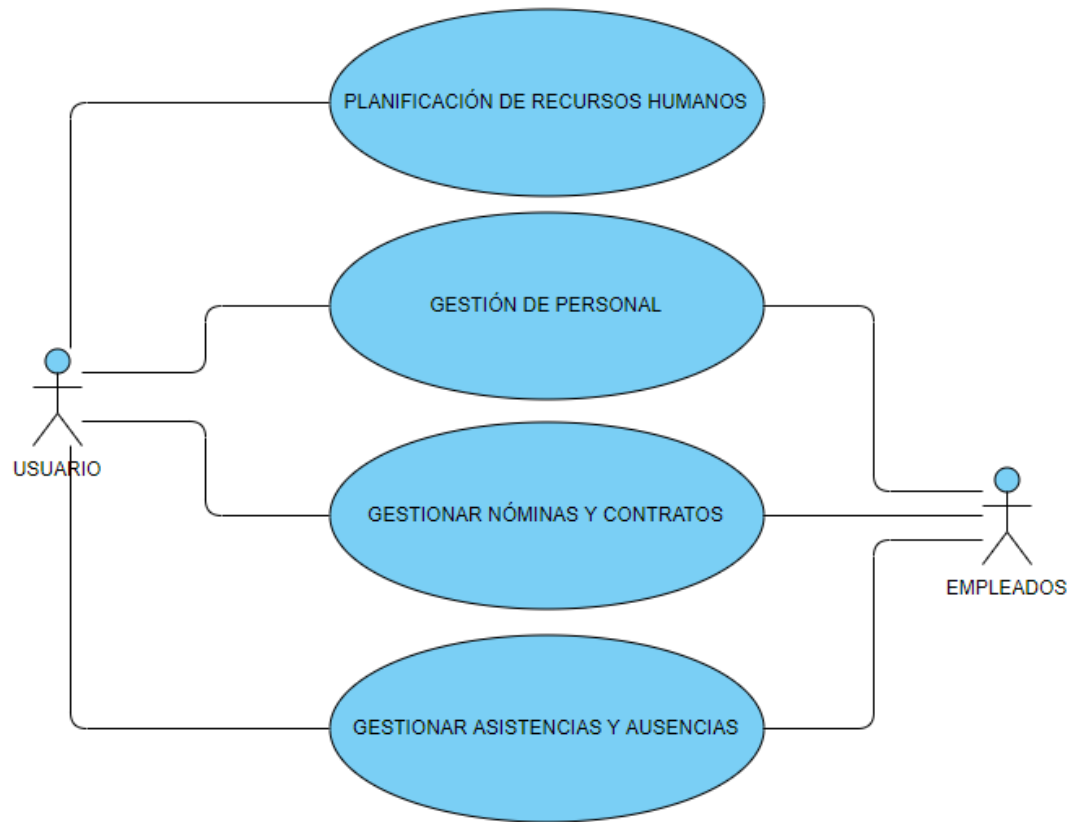 PLANIFICACIÓN DE RECURSOS HUMANOS
GESTIÓN DE PERSONAL
USUARIO
GESTIONAR NÓMINAS Y CONTRATOS
EMPLEADOS
GESTIONAR ASISTENCIAS Y AUSENCIAS